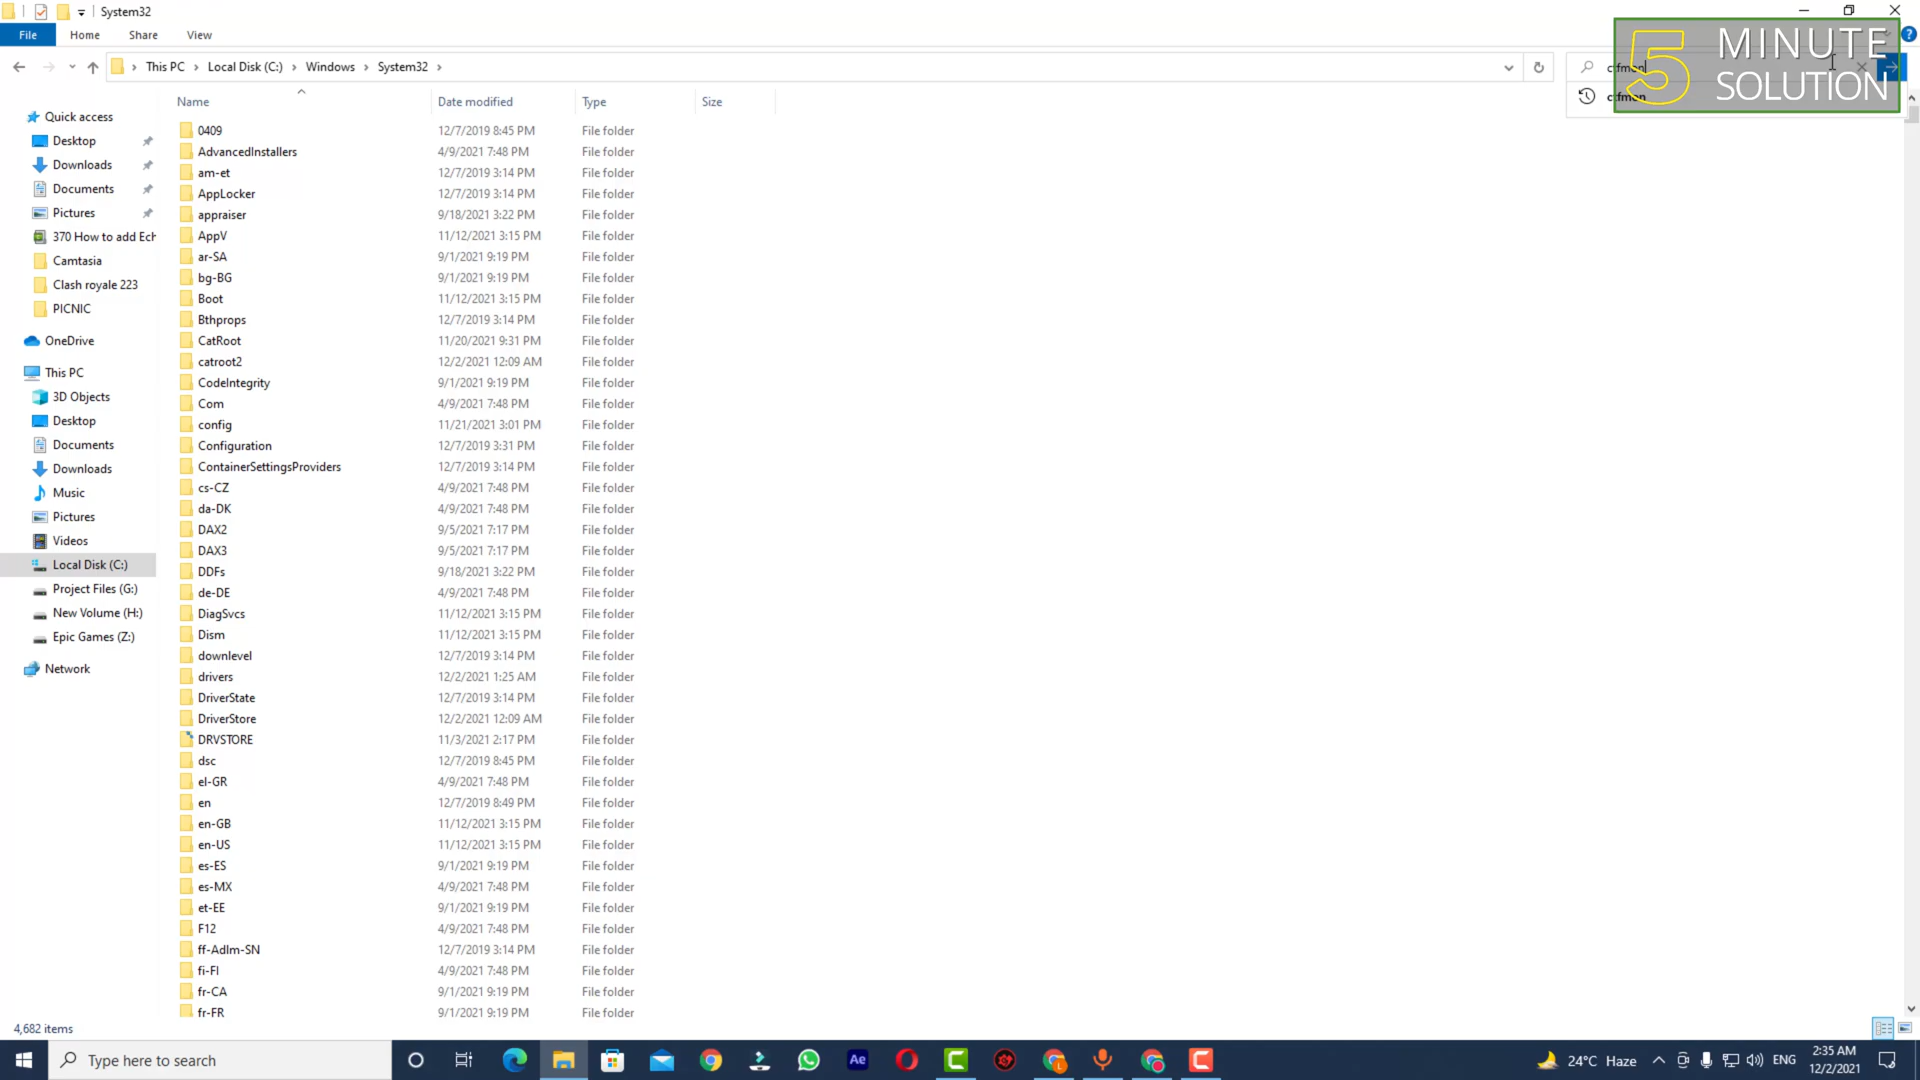 System32
File Home Share View
This PC Local Disk (C:) Windows System32
ctfmon
ctfmon
5 MINUTE SOLUTION
?
Name Date modified Type Size
0409 12/7/2019 8:45 PM File folder
AdvancedInstallers 4/9/2021 7:48 PM File folder
am-et 12/7/2019 3:14 PM File folder
AppLocker 12/7/2019 3:14 PM File folder
appraiser 9/18/2021 3:22 PM File folder
AppV 11/12/2021 3:15 PM File folder
ar-SA 9/1/2021 9:19 PM File folder
bg-BG 9/1/2021 9:19 PM File folder
Boot 11/12/2021 3:15 PM File folder
Bthprops 12/7/2019 3:14 PM File folder
CatRoot 11/20/2021 9:31 PM File folder
catroot2 12/2/2021 12:09 AM File folder
CodeIntegrity 9/1/2021 9:19 PM File folder
Com 4/9/2021 7:48 PM File folder
config 11/21/2021 3:01 PM File folder
Configuration 12/7/2019 3:31 PM File folder
ContainerSettingsProviders 12/7/2019 3:14 PM File folder
cs-CZ 4/9/2021 7:48 PM File folder
da-DK 4/9/2021 7:48 PM File folder
DAX2 9/5/2021 7:17 PM File folder
DAX3 9/5/2021 7:17 PM File folder
DDFs 9/18/2021 3:22 PM File folder
de-DE 4/9/2021 7:48 PM File folder
DiagSvcs 11/12/2021 3:15 PM File folder
Dism 11/12/2021 3:15 PM File folder
downlevel 12/7/2019 3:14 PM File folder
drivers 12/2/2021 1:25 AM File folder
DriverState 12/7/2019 3:14 PM File folder
DriverStore 12/2/2021 12:09 AM File folder
DRVSTORE 11/3/2021 2:17 PM File folder
dsc 12/7/2019 8:45 PM File folder
el-GR 4/9/2021 7:48 PM File folder
en 12/7/2019 8:49 PM File folder
en-GB 11/12/2021 3:15 PM File folder
en-US 11/12/2021 3:15 PM File folder
es-ES 9/1/2021 9:19 PM File folder
es-MX 4/9/2021 7:48 PM File folder
et-EE 9/1/2021 9:19 PM File folder
F12 4/9/2021 7:48 PM File folder
ff-Adlm-SN 12/7/2019 3:14 PM File folder
fi-FI 4/9/2021 7:48 PM File folder
fr-CA 9/1/2021 9:19 PM File folder
fr-FR 9/1/2021 9:19 PM File folder
Quick access
Desktop
Downloads
Documents
Pictures
370 How to add Ech
Camtasia
Clash royale 223
PICNIC
OneDrive
This PC
3D Objects
Desktop
Documents
Downloads
Music
Pictures
Videos
Local Disk (C:)
Project Files (G:)
New Volume (H:)
Epic Games (Z:)
Network
4,682 items
Type here to search
Ae
24°C Haze
ENG
2:35 AM
12/2/2021